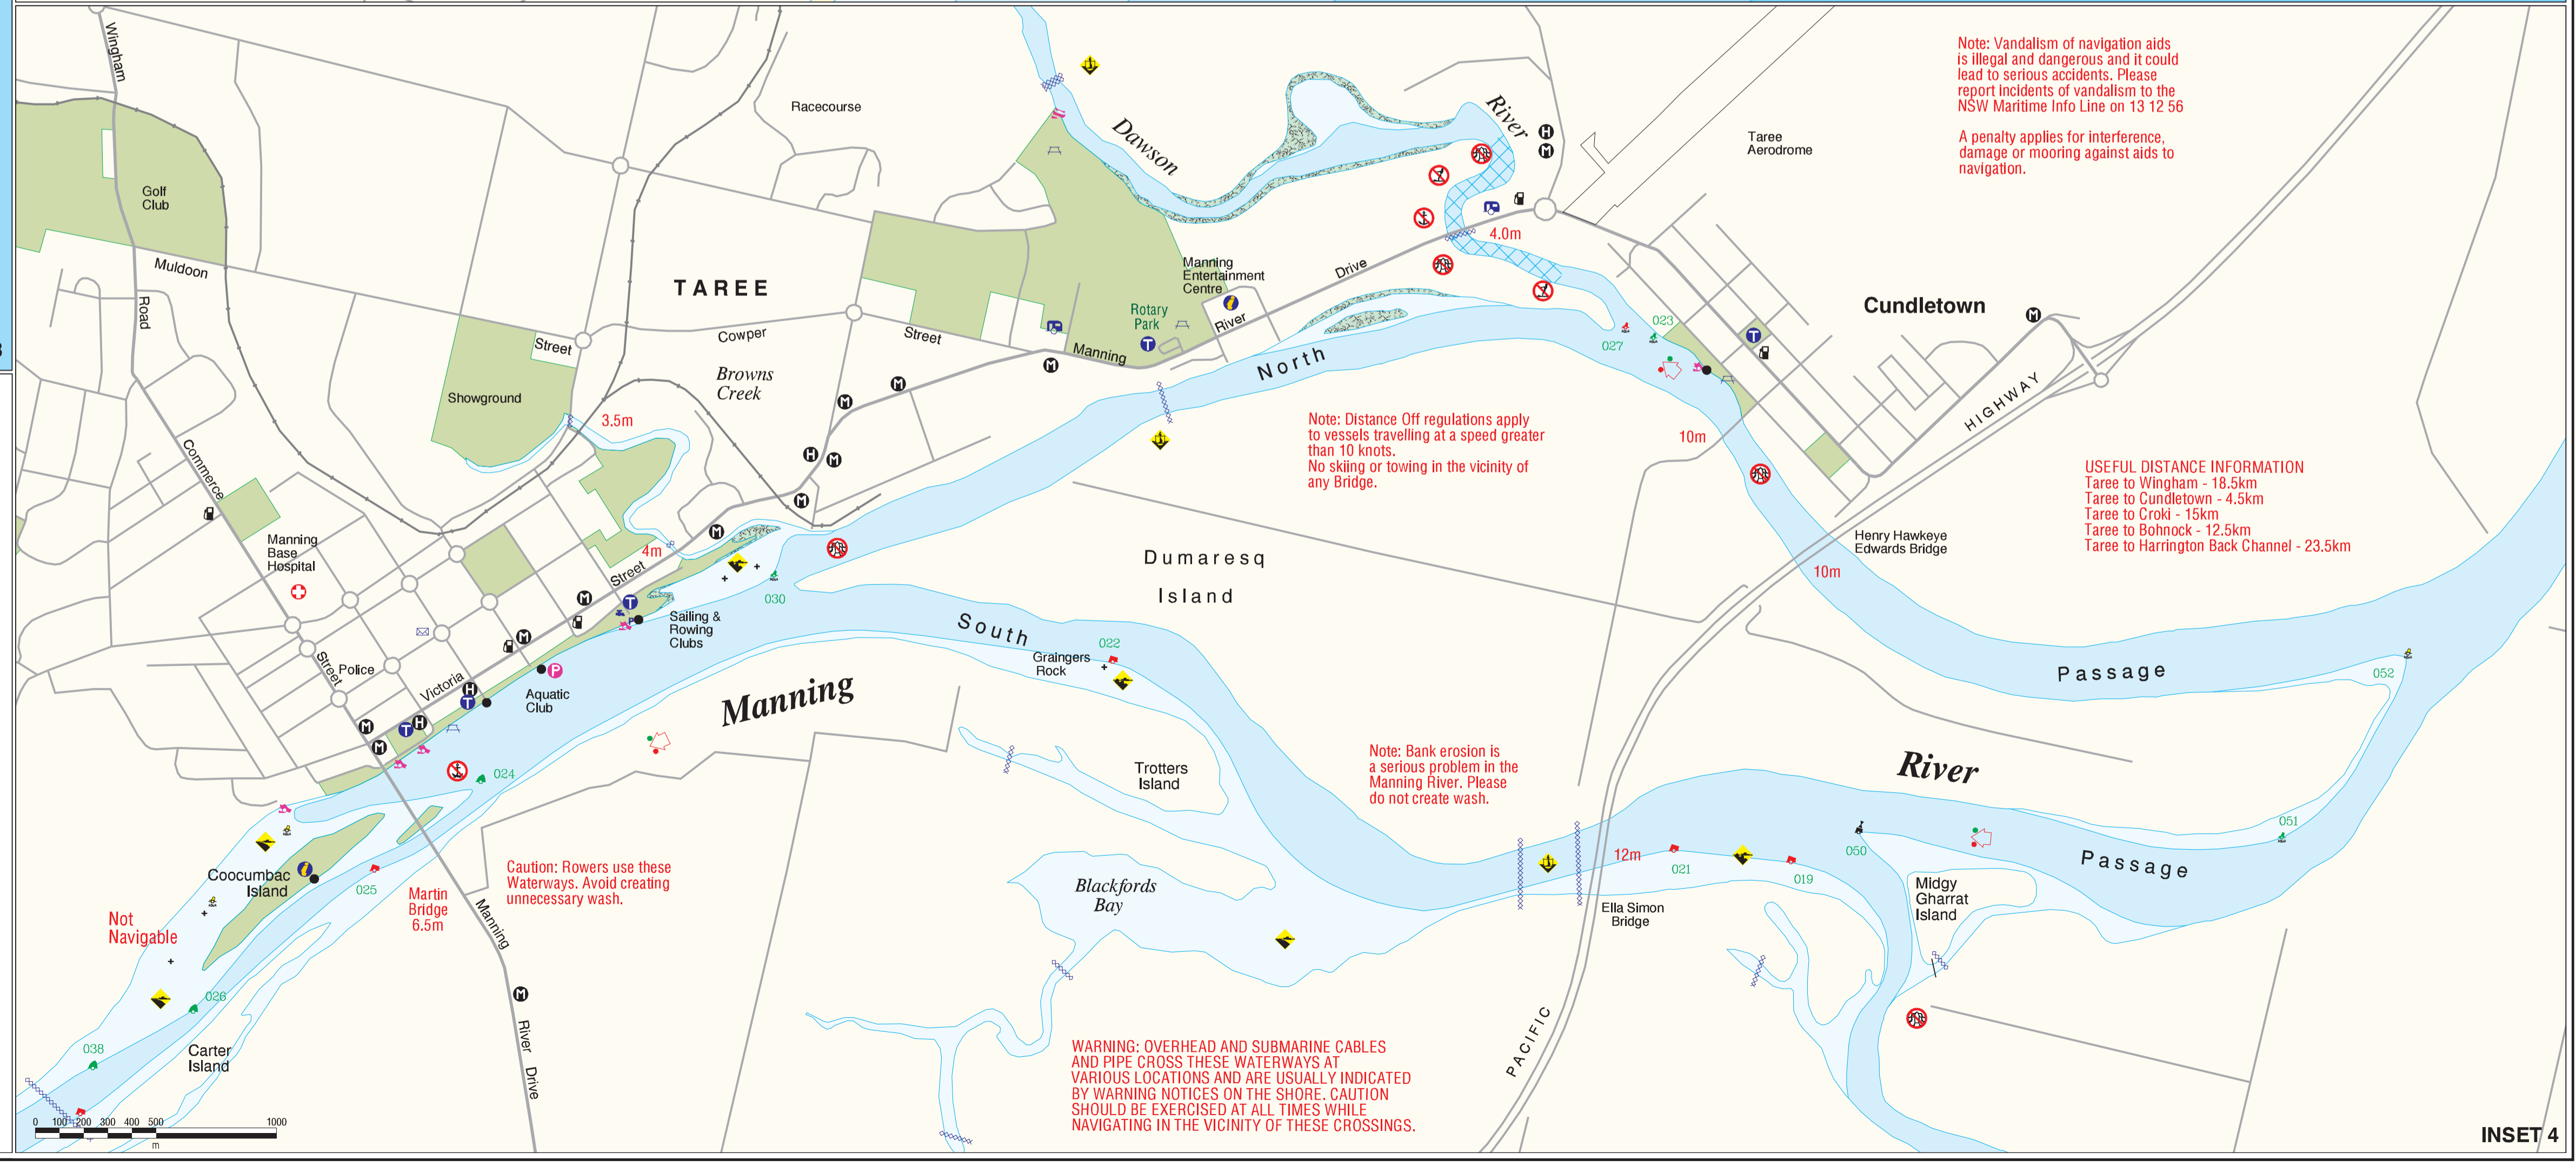 Wingham
Road
Golf
Club
Muldoon
Racecourse
TAREE
Cowper
Street
Street
Browns
Creek
Showground
3.5m
4m
Commerce
Street
Manning
Base
Hospital
Police
Victoria
Street
Sailing &
Rowing
Clubs
Aquatic
Club
P
Dawson
River
Manning
Entertainment
Centre
Rotary
Park
Manning
River
Drive
4.0m
North
Taree
Aerodrome
Note: Vandalism of navigation aids
is illegal and dangerous and it could
lead to serious accidents. Please
report incidents of vandalism to the
NSW Maritime Info Line on 13 12 56
A penalty applies for interference,
damage or mooring against aids to
navigation.
023
027
Cundletown
HIGHWAY
10m
Note: Distance Off regulations apply
to vessels travelling at a speed greater
than 10 knots.
No skiing or towing in the vicinity of
any Bridge.
USEFUL DISTANCE INFORMATION
Taree to Wingham - 18.5km
Taree to Cundletown - 4.5km
Taree to Croki - 15km
Taree to Bohnock - 12.5km
Taree to Harrington Back Channel - 23.5km
Henry Hawkeye
Edwards Bridge
10m
Dumaresq
Island
030
South
022
Graingers
Rock
Manning
024
Trotters
Island
Note: Bank erosion is
a serious problem in the
Manning River. Please
do not create wash.
River
Passage
052
051
Passage
050
019
021
12m
Ella Simon
Bridge
Midgy
Gharrat
Island
Blackfords
Bay
Coocumbac
Island
025
Martin
Bridge
6.5m
Caution: Rowers use these
Waterways. Avoid creating
unnecessary wash.
Not
Navigable
026
038
Carter
Island
Manning
River
Drive
PACIFIC
WARNING: OVERHEAD AND SUBMARINE CABLES
AND PIPE CROSS THESE WATERWAYS AT
VARIOUS LOCATIONS AND ARE USUALLY INDICATED
BY WARNING NOTICES ON THE SHORE. CAUTION
SHOULD BE EXERCISED AT ALL TIMES WHILE
NAVIGATING IN THE VICINITY OF THESE CROSSINGS.
0 100 200 300 400 500 1000
m
INSET 4